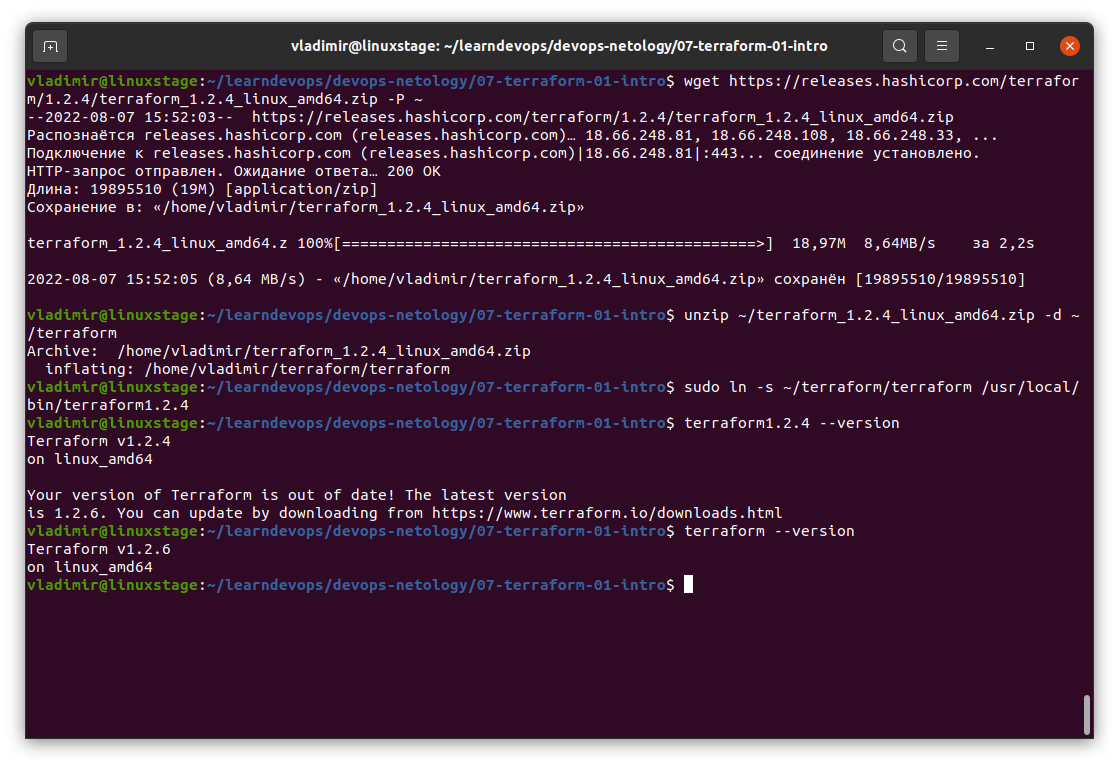 vladimir@linuxstage: ~/learndevops/devops-netology/07-terraform-01-intro
vladimir@linuxstage:~/learndevops/devops-netology/07-terraform-01-intro$ wget https://releases.hashicorp.com/terrafor
m/1.2.4/terraform_1.2.4_linux_amd64.zip -P ~
--2022-08-07 15:52:03--  https://releases.hashicorp.com/terraform/1.2.4/terraform_1.2.4_linux_amd64.zip
Распознаётся releases.hashicorp.com (releases.hashicorp.com)… 18.66.248.81, 18.66.248.108, 18.66.248.33, ...
Подключение к releases.hashicorp.com (releases.hashicorp.com)|18.66.248.81|:443... соединение установлено.
HTTP-запрос отправлен. Ожидание ответа… 200 OK
Длина: 19895510 (19M) [application/zip]
Сохранение в: «/home/vladimir/terraform_1.2.4_linux_amd64.zip»
terraform_1.2.4_linux_amd64.z 100%[==============================================>]  18,97M  8,64MB/s    за 2,2s
2022-08-07 15:52:05 (8,64 MB/s) - «/home/vladimir/terraform_1.2.4_linux_amd64.zip» сохранён [19895510/19895510]
vladimir@linuxstage:~/learndevops/devops-netology/07-terraform-01-intro$ unzip ~/terraform_1.2.4_linux_amd64.zip -d ~
/terraform
Archive:  /home/vladimir/terraform_1.2.4_linux_amd64.zip
  inflating: /home/vladimir/terraform/terraform
vladimir@linuxstage:~/learndevops/devops-netology/07-terraform-01-intro$ sudo ln -s ~/terraform/terraform /usr/local/
bin/terraform1.2.4
vladimir@linuxstage:~/learndevops/devops-netology/07-terraform-01-intro$ terraform1.2.4 --version
Terraform v1.2.4
on linux_amd64
Your version of Terraform is out of date! The latest version
is 1.2.6. You can update by downloading from https://www.terraform.io/downloads.html
vladimir@linuxstage:~/learndevops/devops-netology/07-terraform-01-intro$ terraform --version
Terraform v1.2.6
on linux_amd64
vladimir@linuxstage:~/learndevops/devops-netology/07-terraform-01-intro$